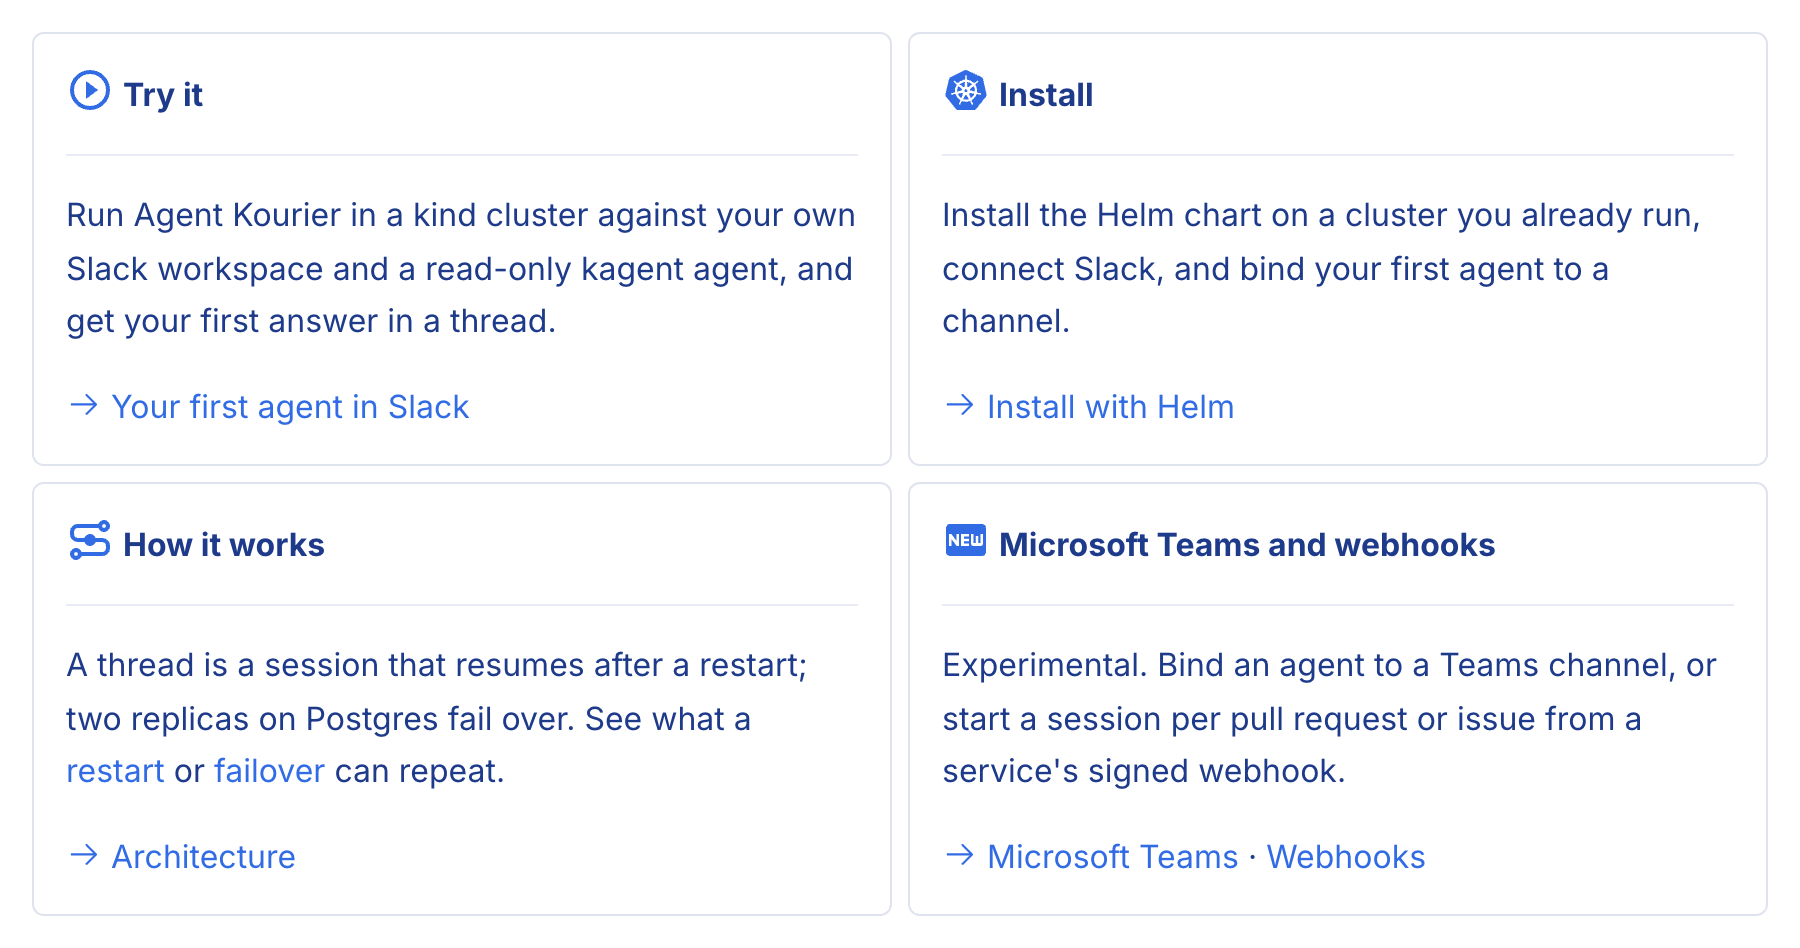 Try it
Run Agent Kourier in a kind cluster against your own
Slack workspace and a read-only kagent agent, and
get your first answer in a thread.
→ Your first agent in Slack
Install
Install the Helm chart on a cluster you already run,
connect Slack, and bind your first agent to a
channel.
→ Install with Helm
How it works
A thread is a session that resumes after a restart;
two replicas on Postgres fail over. See what a
restart or failover can repeat.
→ Architecture
NEW Microsoft Teams and webhooks
Experimental. Bind an agent to a Teams channel, or
start a session per pull request or issue from a
service's signed webhook.
→ Microsoft Teams · Webhooks